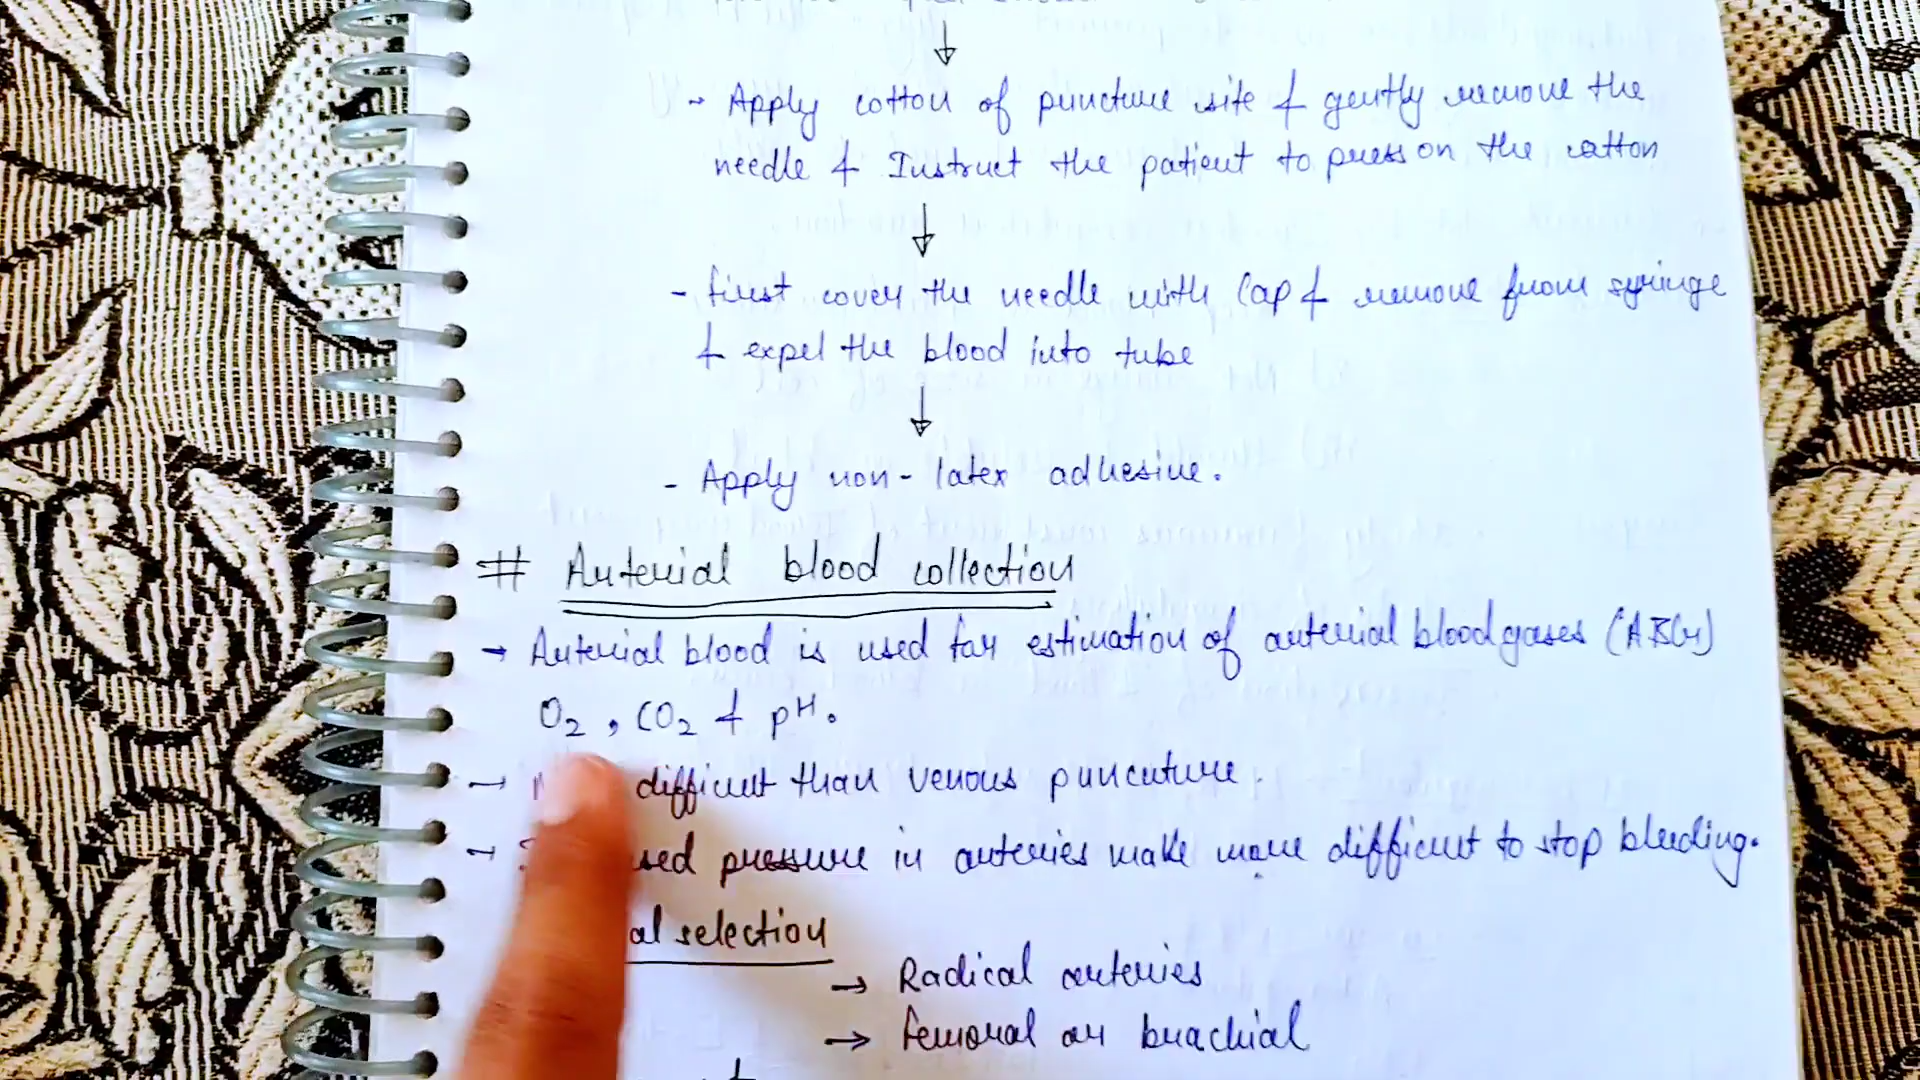 - Apply cotton of puncture site & gently remove the
needle & Instruct the patient to press on the cotton
↓
- first cover the needle with Cap & remove from syringe
& expel the blood into tube
↓
- Apply non-latex adhesive.
# Arterial blood collection
→ Arterial blood is used for estimation of arterial blood gases (ABG)
O2, CO2 & pH.
→ difficult than venous puncuture.
→ pressure in arteries make more difficult to stop bleeding.
selection
→ Radical arteries
→ Femoral or brachial